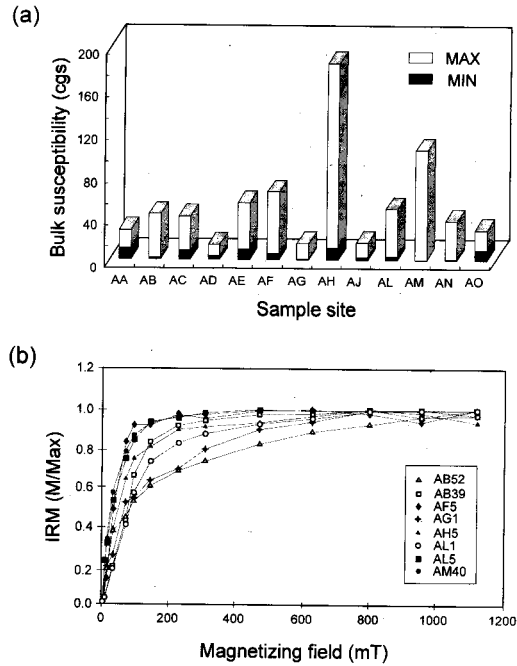 (a)
Bulk susceptibility (cgs)
200
160
120
80
40
0
MAX
MIN
AA AB AC AD AE AF AG AH AJ AL AM AN AO
Sample site
(b)
IRM (M/Max)
1.2
1.0
0.8
0.6
0.4
0.2
0.0
AB52
AB39
AF5
AG1
AH5
AL1
AL5
AM40
0 200 400 600 800 1000 1200
Magnetizing field (mT)